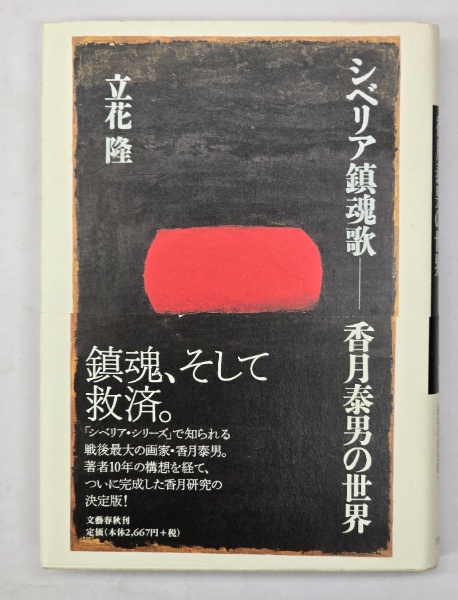 シベリア鎮魂歌――香月泰男の世界
立花 隆
鎮魂、そして
救済。
「シベリア・シリーズ」で知られる
戦後最大の画家・香月泰男。
著者10年の構想を経て、
ついに完成した香月研究の
決定版!
文藝春秋刊
定価(本体2,667円+税)